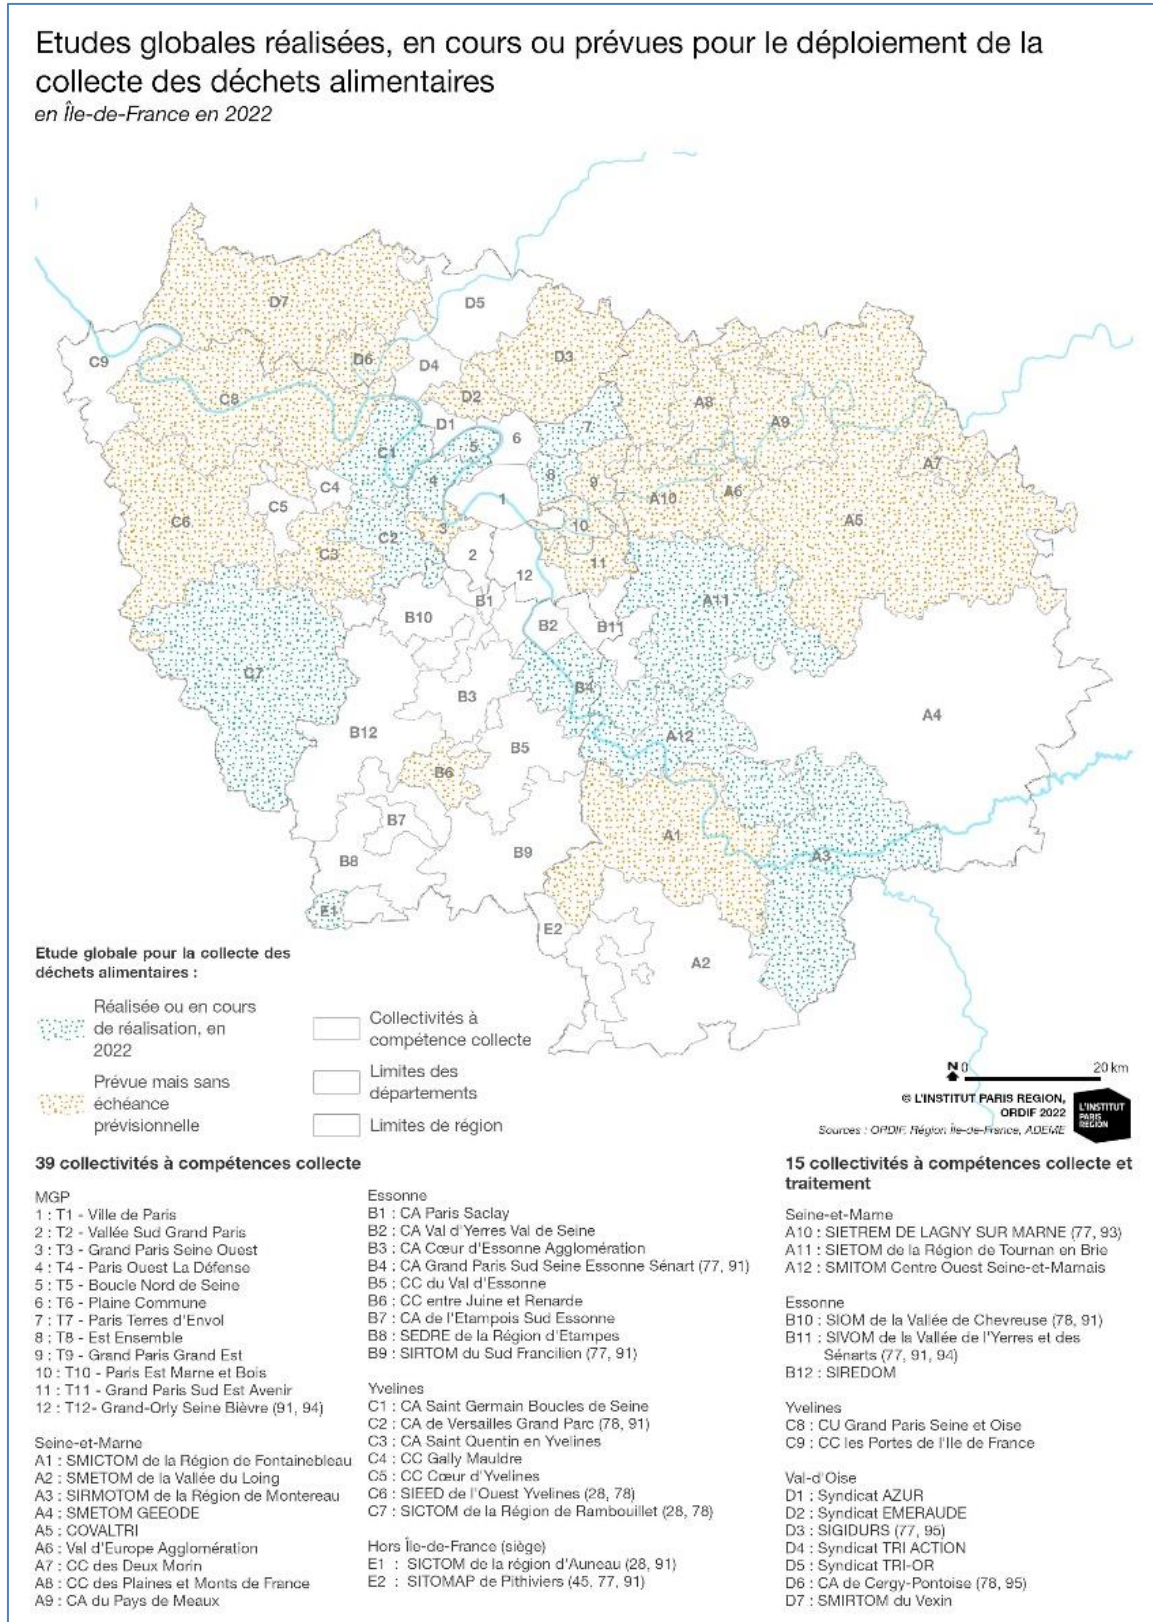 Etudes globales réalisées, en cours ou prévues pour le déploiement de la
collecte des déchets alimentaires
en Île-de-France en 2022
D7
D5
C9
D6
D4
D3
C8
D2
A8
A9
D1
7
6
5
C1
A7
C4
4
8
9
A6
C5
1
A10
C6
10
A5
3
C2
C3
2
11
12
B1
A11
B10
B2
B11
C7
B4
B3
A4
B12
A12
B5
B6
B7
A1
B9
B8
A3
E1
E2
A2
Etude globale pour la collecte des
déchets alimentaires :
Réalisée ou en cours
de réalisation, en
2022
Prévue mais sans
échéance
prévisionnelle
Collectivités à
compétence collecte
Limites des
départements
Limites de région
N 0 20 km
© L'INSTITUT PARIS REGION,
ORDIF 2022
Sources : ORDIF, Région Île-de-France, ADEME
L'INSTITUT
PARIS
REGION
39 collectivités à compétences collecte
MGP
1 : T1 - Ville de Paris
2 : T2 - Vallée Sud Grand Paris
3 : T3 - Grand Paris Seine Ouest
4 : T4 - Paris Ouest La Défense
5 : T5 - Boucle Nord de Seine
6 : T6 - Plaine Commune
7 : T7 - Paris Terres d'Envol
8 : T8 - Est Ensemble
9 : T9 - Grand Paris Grand Est
10 : T10 - Paris Est Marne et Bois
11 : T11 - Grand Paris Sud Est Avenir
12 : T12- Grand-Orly Seine Bièvre (91, 94)
Seine-et-Marne
A1 : SMICTOM de la Région de Fontainebleau
A2 : SMETOM de la Vallée du Loing
A3 : SIRMOTOM de la Région de Montereau
A4 : SMETOM GEEODE
A5 : COVALTRI
A6 : Val d'Europe Agglomération
A7 : CC des Deux Morin
A8 : CC des Plaines et Monts de France
A9 : CA du Pays de Meaux
Essonne
B1 : CA Paris Saclay
B2 : CA Val d'Yerres Val de Seine
B3 : CA Cœur d'Essonne Agglomération
B4 : CA Grand Paris Sud Seine Essonne Sénart (77, 91)
B5 : CC du Val d'Essonne
B6 : CC entre Juine et Renarde
B7 : CA de l'Etampois Sud Essonne
B8 : SEDRE de la Région d'Etampes
B9 : SIRTOM du Sud Francilien (77, 91)
Yvelines
C1 : CA Saint Germain Boucles de Seine
C2 : CA de Versailles Grand Parc (78, 91)
C3 : CA Saint Quentin en Yvelines
C4 : CC Gally Mauldre
C5 : CC Cœur d'Yvelines
C6 : SIEED de l'Ouest Yvelines (28, 78)
C7 : SICTOM de la Région de Rambouillet (28, 78)
Hors Île-de-France (siège)
E1 : SICTOM de la région d'Auneau (28, 91)
E2 : SITOMAP de Pithiviers (45, 77, 91)
15 collectivités à compétences collecte et
traitement
Seine-et-Marne
A10 : SIETREM DE LAGNY SUR MARNE (77, 93)
A11 : SIETOM de la Région de Tournan en Brie
A12 : SMITOM Centre Ouest Seine-et-Marnais
Essonne
B10 : SIOM de la Vallée de Chevreuse (78, 91)
B11 : SIVOM de la Vallée de l'Yerres et des
Sénarts (77, 91, 94)
B12 : SIREDOM
Yvelines
C8 : CU Grand Paris Seine et Oise
C9 : CC les Portes de l'Ile de France
Val-d'Oise
D1 : Syndicat AZUR
D2 : Syndicat EMERAUDE
D3 : SIGIDURS (77, 95)
D4 : Syndicat TRI ACTION
D5 : Syndicat TRI-OR
D6 : CA de Cergy-Pontoise (78, 95)
D7 : SMIRTOM du Vexin